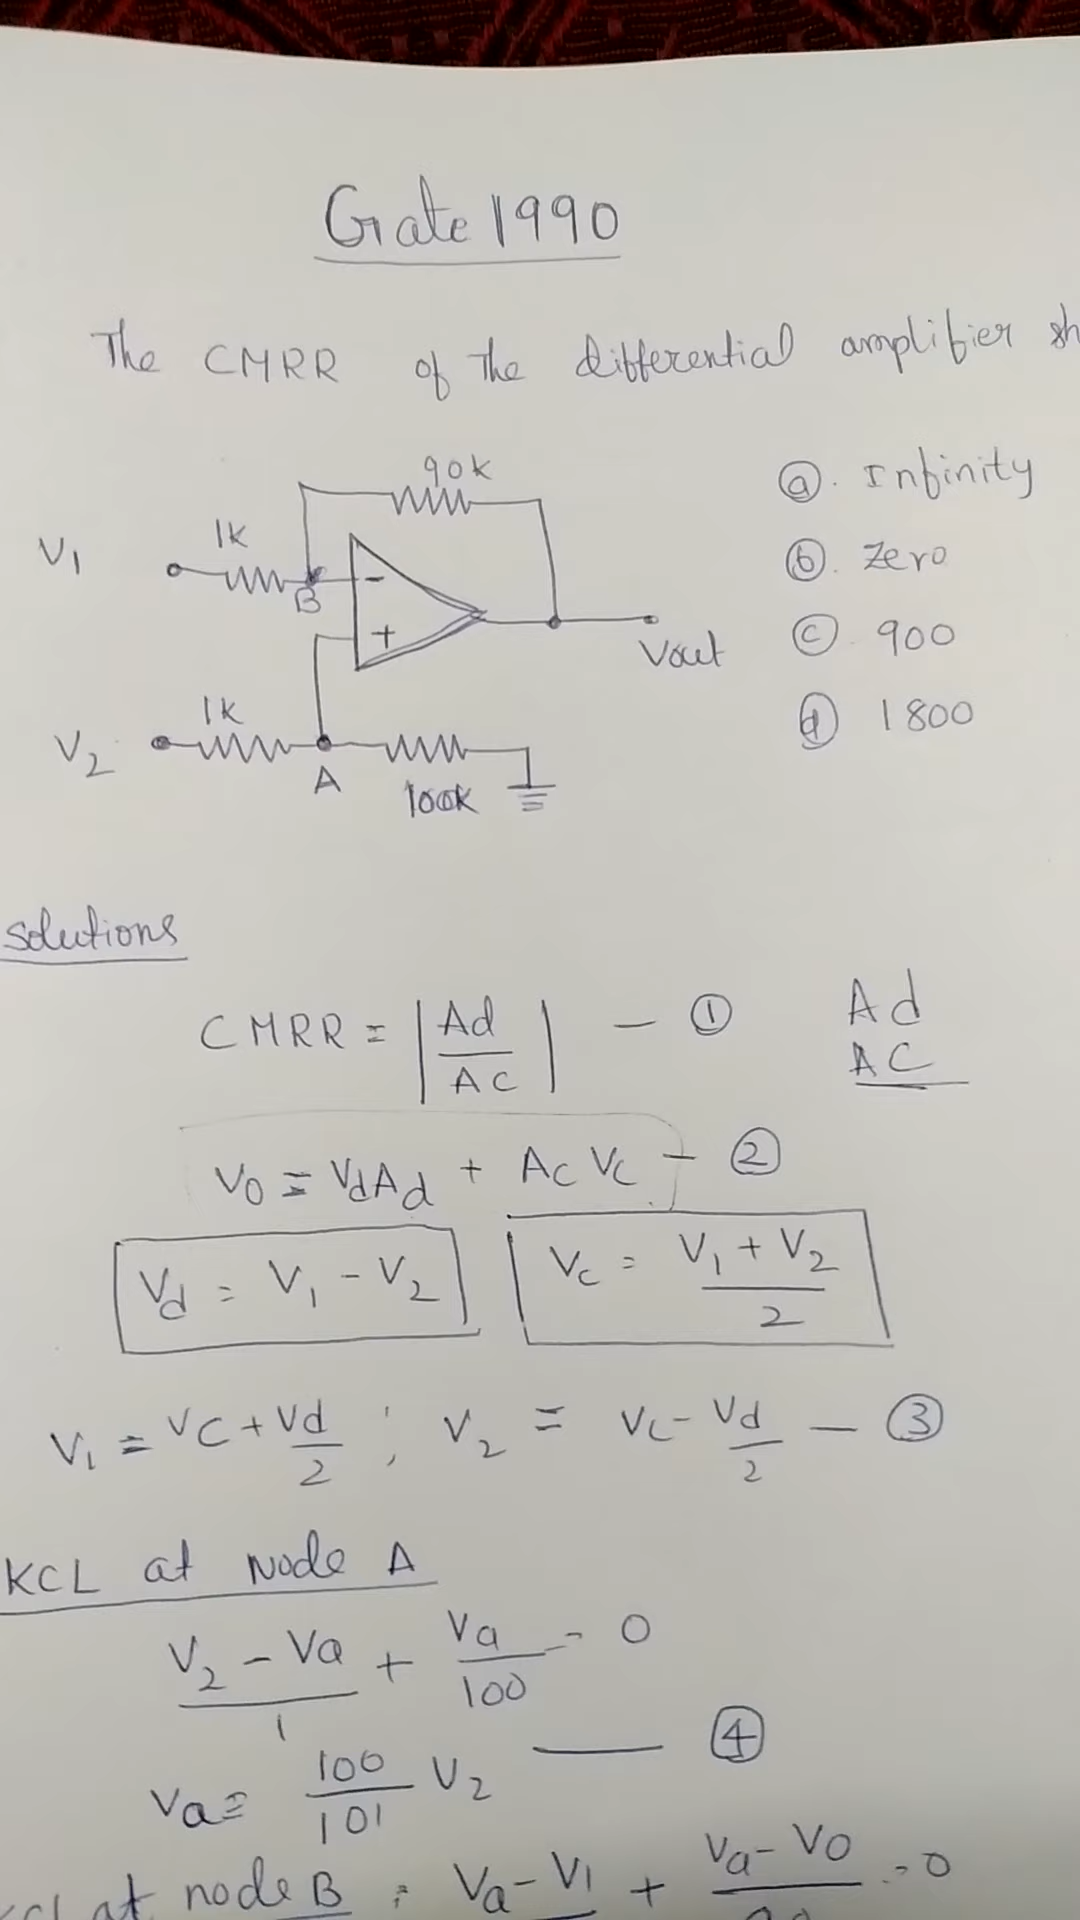 Gate 1990
The CMRR of the differential amplifier sh
90k
1k
V1
B
-
+
Vout
1k
V2
A
100k
(a). Infinity
(b). Zero
(c) 900
(d) 1800
Solutions
CMRR = |Ad/AC| — (1)
Ad
AC
V0 = VdAd + AC VC — (2)
Vd = V1 - V2
Vc = (V1 + V2)/2
V1 = VC + Vd/2 ; V2 = VC - Vd/2 — (3)
KCL at Node A
(V2 - Va)/1 + Va/100 = 0
Va = 100/101 V2 — (4)
at node B : Va - V1 + Va - V0 = 0